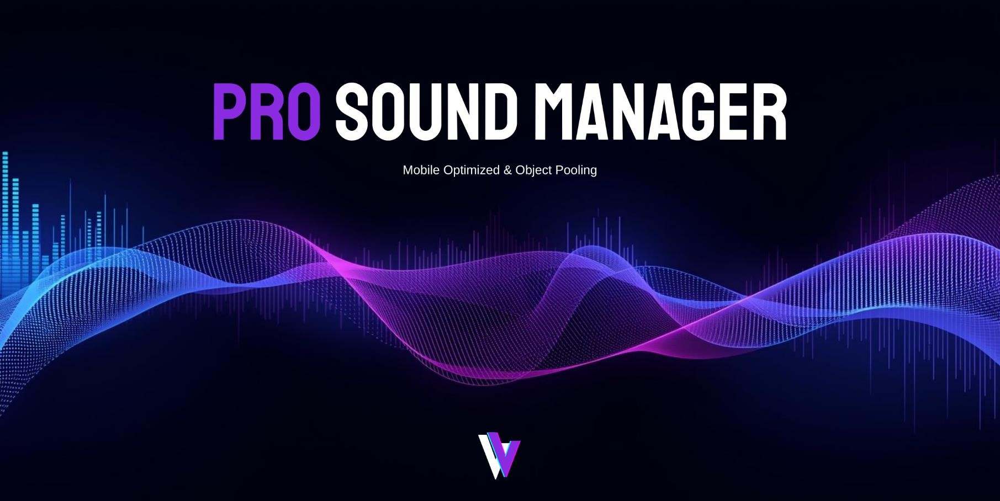 PRO SOUND MANAGER
Mobile Optimized & Object Pooling